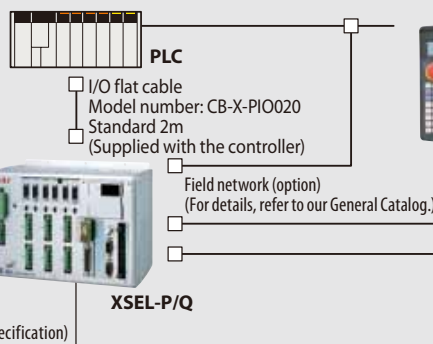 PLC
I/O flat cable
Model number: CB-X-PIO020
Standard 2m
(Supplied with the controller)
Field network (option)
(For details, refer to our General Catalog.)
XSEL-P/Q
ecification)